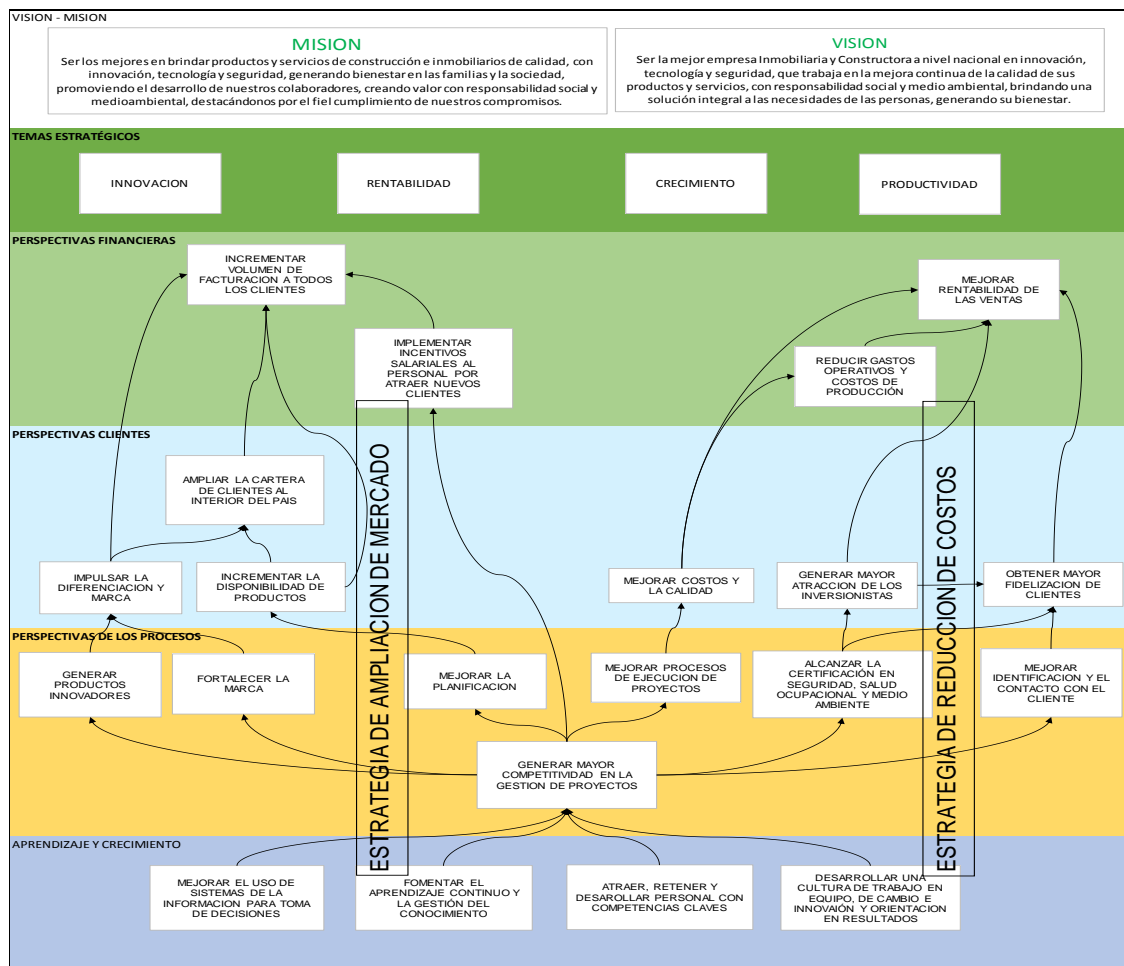 VISION - MISION
MISION
Ser los mejores en brindar productos y servicios de construcción e inmobiliarios de calidad, con
innovación, tecnología y seguridad, generando bienestar en las familias y la sociedad,
promoviendo el desarrollo de nuestros colaboradores, creando valor con responsabilidad social y
medioambiental, destacándonos por el fiel cumplimiento de nuestros compromisos.
VISION
Ser la mejor empresa Inmobiliaria y Constructora a nivel nacional en innovación,
tecnología y seguridad, que trabaja en la mejora continua de la calidad de sus
productos y servicios, con responsabilidad social y medio ambiental, brindando una
solución integral a las necesidades de las personas, generando su bienestar.
TEMAS ESTRATÉGICOS
INNOVACION
RENTABILIDAD
CRECIMIENTO
PRODUCTIVIDAD
PERSPECTIVAS FINANCIERAS
INCREMENTAR
VOLUMEN DE
FACTURACION A TODOS
LOS CLIENTES
MEJORAR
RENTABILIDAD DE
LAS VENTAS
IMPLEMENTAR
INCENTIVOS
SALARIALES AL
PERSONAL POR
ATRAER NUEVOS
CLIENTES
REDUCIR GASTOS
OPERATIVOS Y
COSTOS DE
PRODUCCIÓN
ESTRATEGIA DE AMPLIACION DE MERCADO
ESTRATEGIA DE REDUCCION DE COSTOS
PERSPECTIVAS CLIENTES
AMPLIAR LA CARTERA
DE CLIENTES AL
INTERIOR DEL PAIS
IMPULSAR LA
DIFERENCIACION Y
MARCA
INCREMENTAR LA
DISPONIBILIDAD DE
PRODUCTOS
MEJORAR COSTOS Y
LA CALIDAD
GENERAR MAYOR
ATRACCION DE LOS
INVERSIONISTAS
OBTENER MAYOR
FIDELIZACION DE
CLIENTES
PERSPECTIVAS DE LOS PROCESOS
GENERAR
PRODUCTOS
INNOVADORES
FORTALECER LA
MARCA
MEJORAR LA
PLANIFICACION
MEJORAR PROCESOS
DE EJECUCION DE
PROYECTOS
ALCANZAR LA
CERTIFICACIÓN EN
SEGURIDAD, SALUD
OCUPACIONAL Y MEDIO
AMBIENTE
MEJORAR
IDENTIFICACION Y EL
CONTACTO CON EL
CLIENTE
GENERAR MAYOR
COMPETITIVIDAD EN LA
GESTION DE PROYECTOS
APRENDIZAJE Y CRECIMIENTO
MEJORAR EL USO DE
SISTEMAS DE LA
INFORMACION PARA TOMA
DE DECISIONES
FOMENTAR EL
APRENDIZAJE CONTINUO Y
LA GESTIÓN DEL
CONOCIMIENTO
ATRAER, RETENER Y
DESAROLLAR PERSONAL CON
COMPETENCIAS CLAVES
DESARROLLAR UNA
CULTURA DE TRABAJO EN
EQUIPO, DE CAMBIO E
INNOVAIÓN Y ORIENTACION
EN RESULTADOS